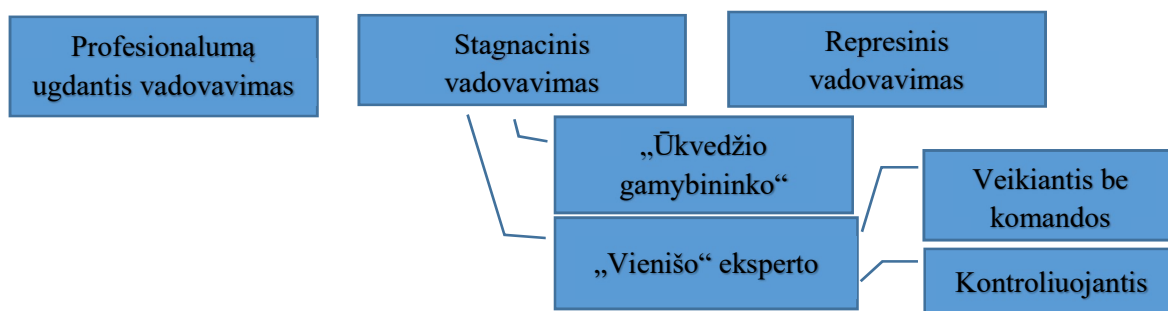 Profesionalumą
ugdantis vadovavimas
Stagnacinis
vadovavimas
Represinis
vadovavimas
„Ūkvedžio
gamybininko“
„Vienišo“ eksperto
Veikiantis be
komandos
Kontroliuojantis